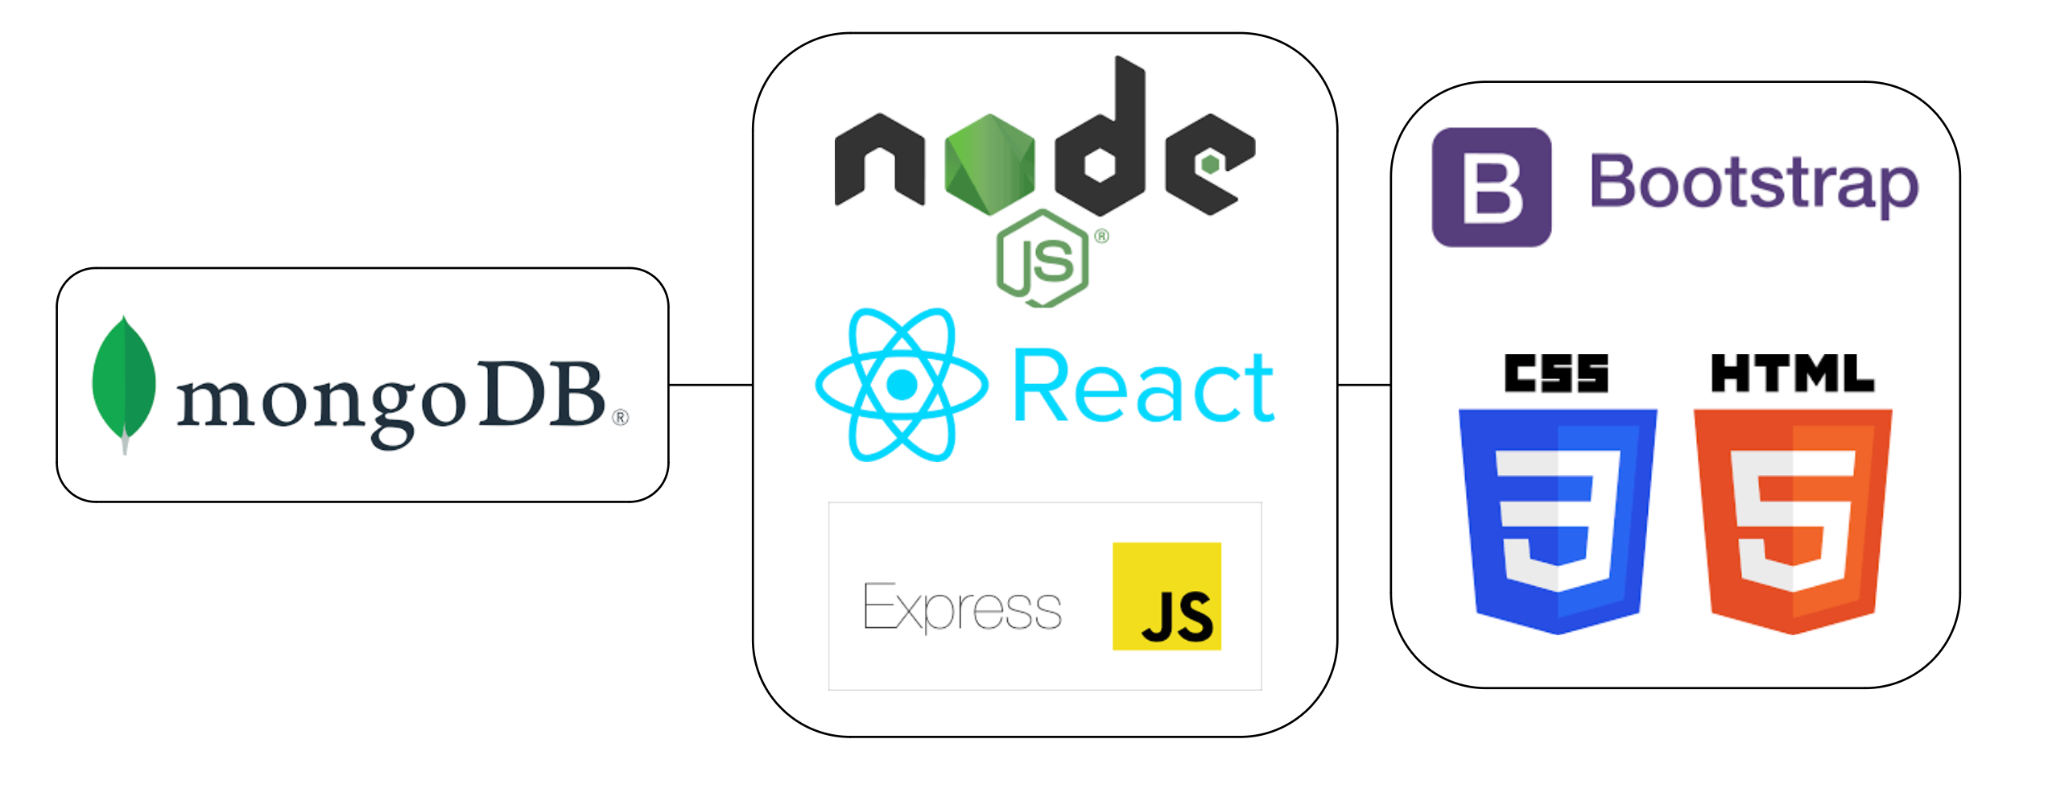 mongoDB®
node
JS®
React
Express
JS
B Bootstrap
CSS HTML
3 5